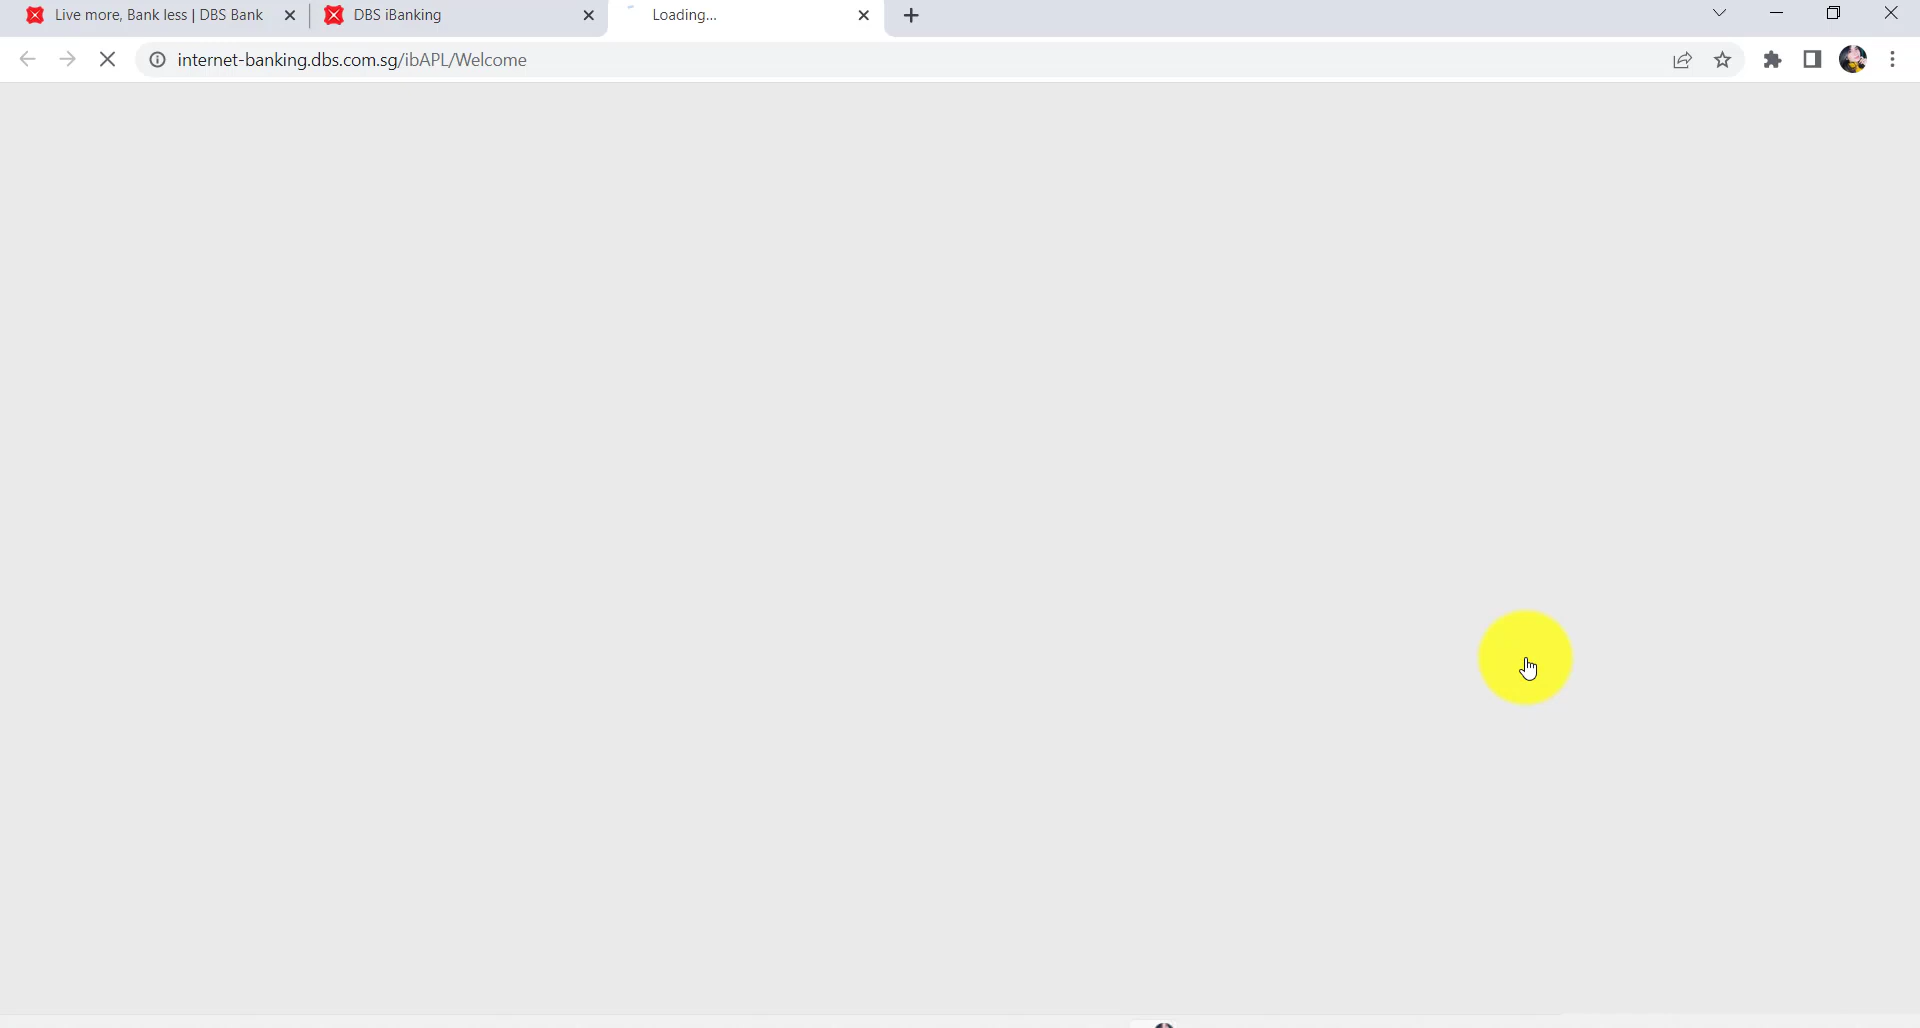 Live more, Bank less | DBS Bank
DBS iBanking
Loading...
internet-banking.dbs.com.sg/ibAPL/Welcome